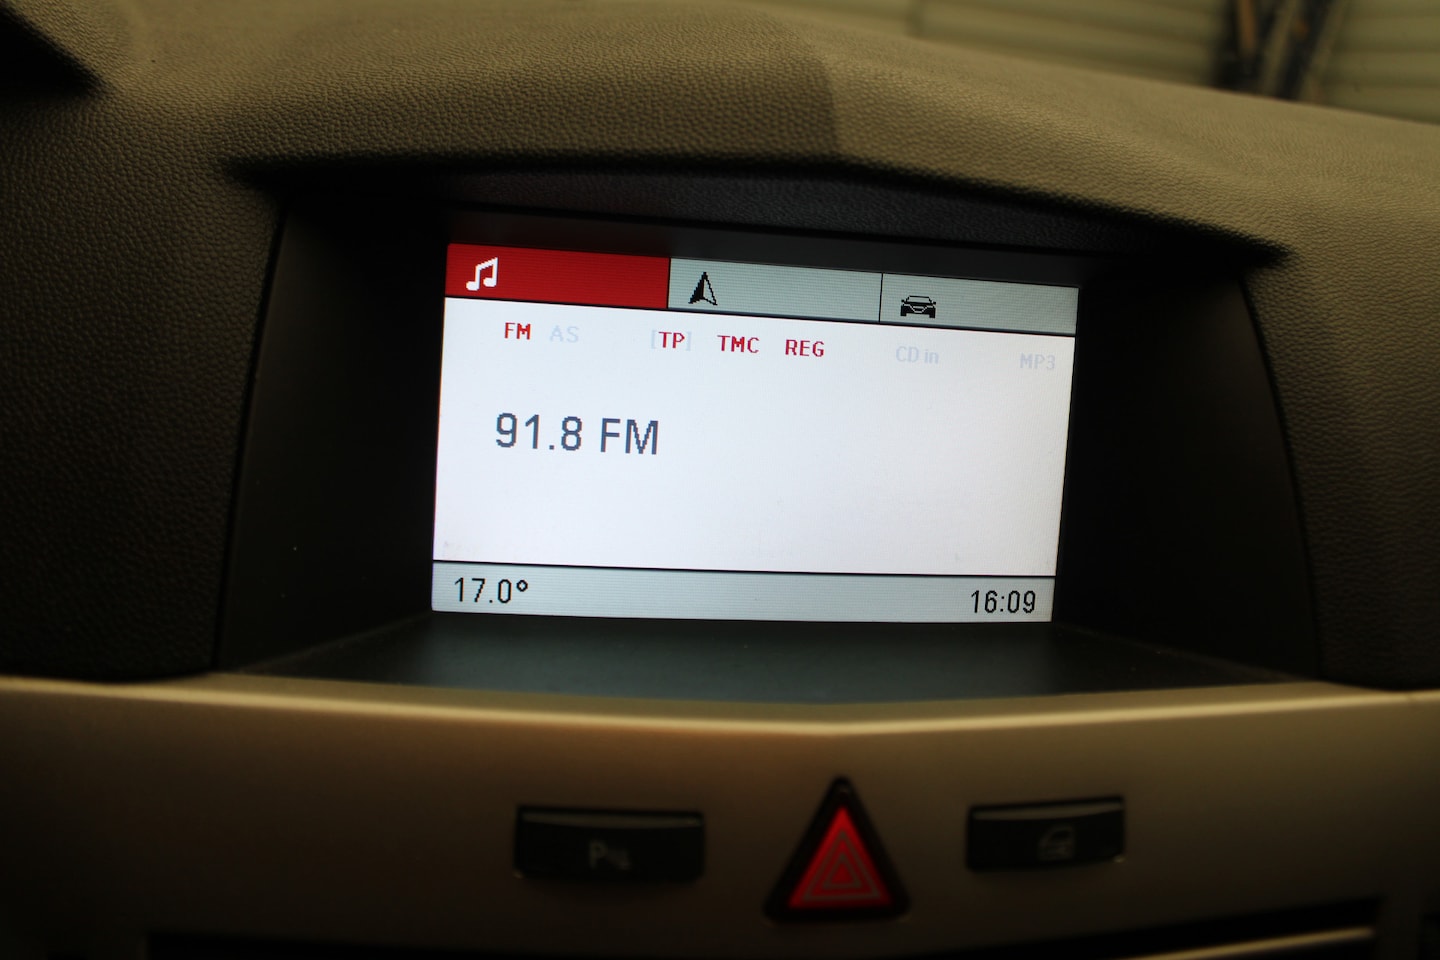 FM AS [TP] TMC REG CD in MP3
91.8 FM
17.0° 16:09
P